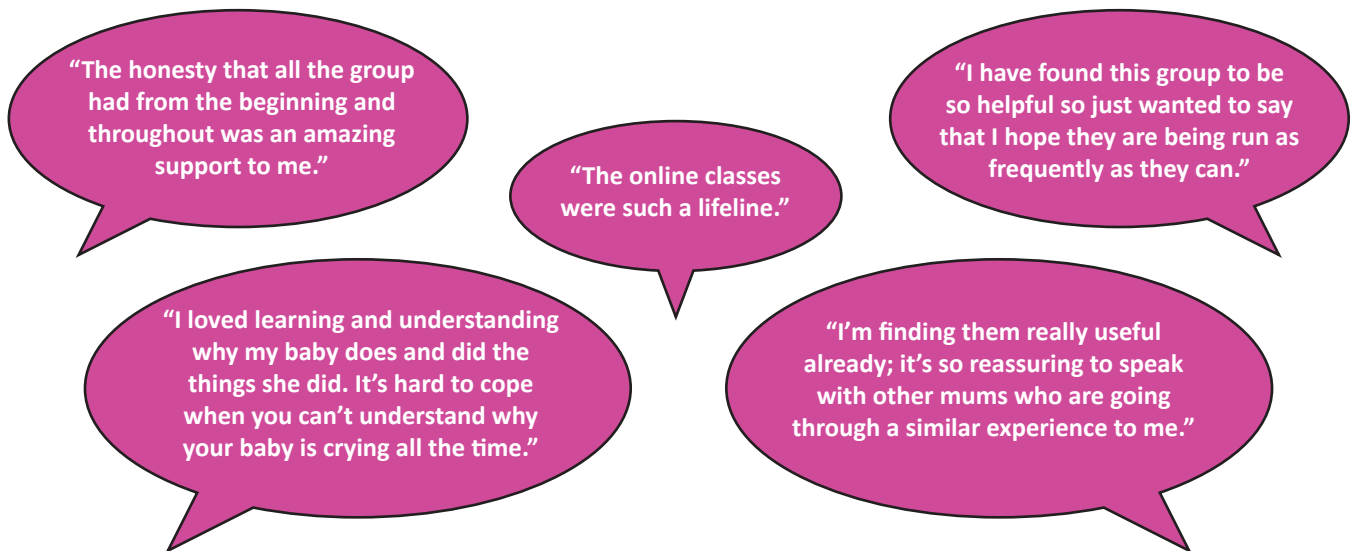 “The honesty that all the group
had from the beginning and
throughout was an amazing
support to me.”
“The online classes
were such a lifeline.”
“I have found this group to be
so helpful so just wanted to say
that I hope they are being run as
frequently as they can.”
“I loved learning and understanding
why my baby does and did the
things she did. It’s hard to cope
when you can’t understand why
your baby is crying all the time.”
“I’m finding them really useful
already; it’s so reassuring to speak
with other mums who are going
through a similar experience to me.”